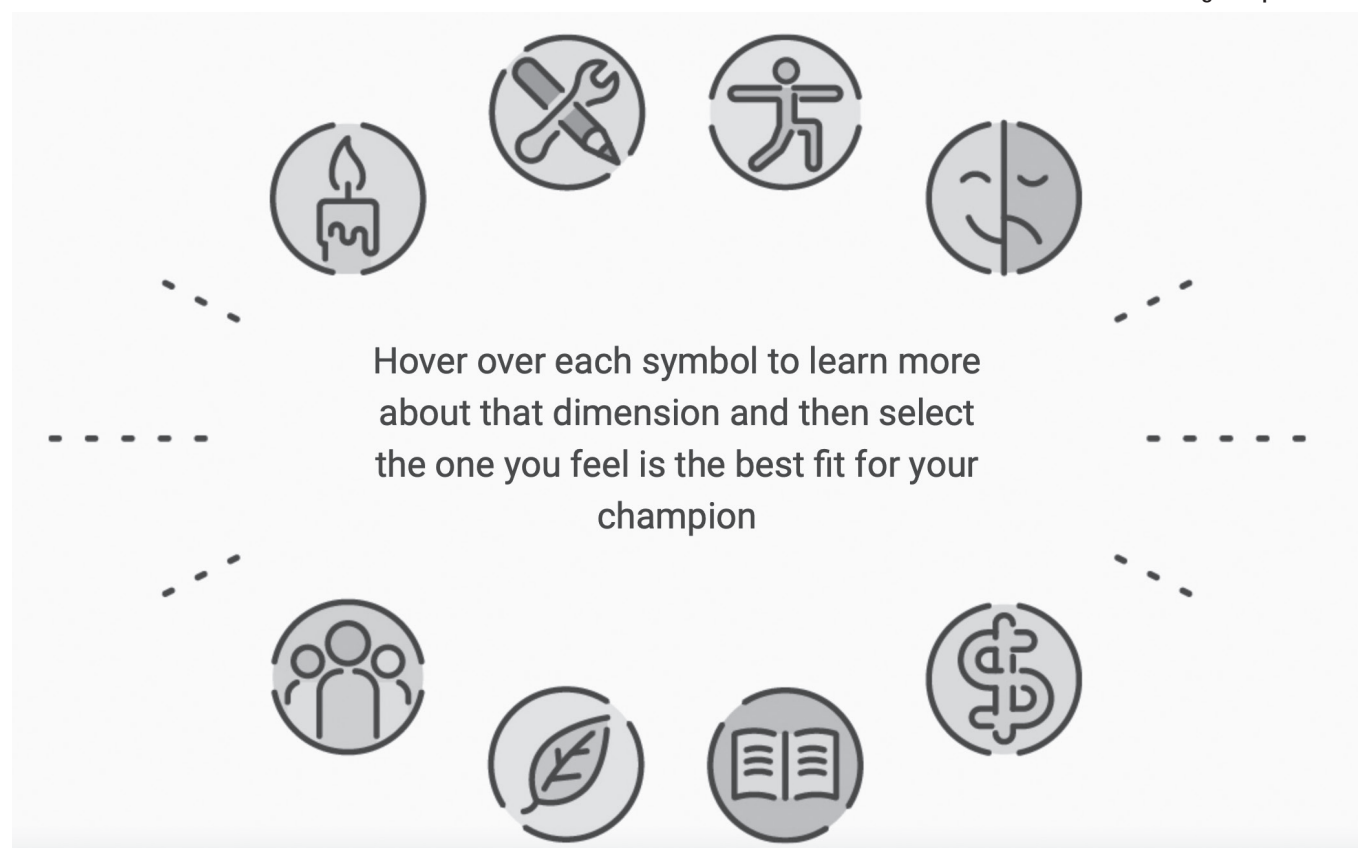 Hover over each symbol to learn more
about that dimension and then select
the one you feel is the best fit for your
champion